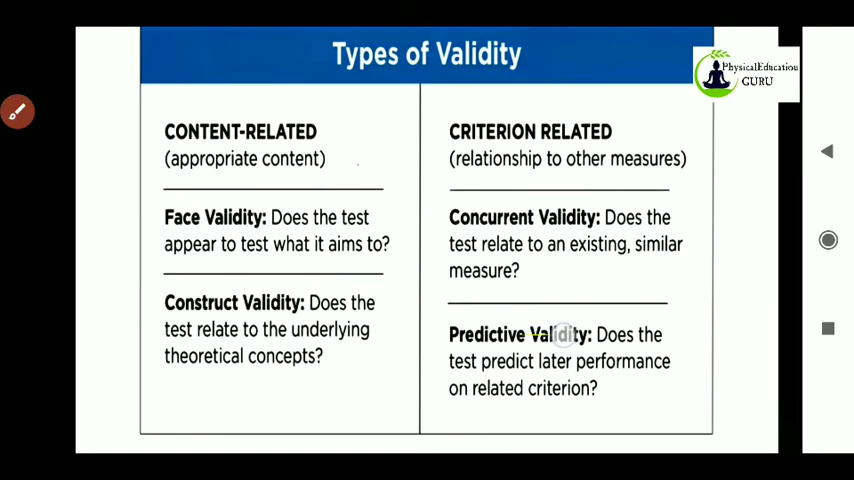 Types of Validity
PhysicalEducation
GURU
CONTENT-RELATED
(appropriate content)
Face Validity: Does the test
appear to test what it aims to?
Construct Validity: Does the
test relate to the underlying
theoretical concepts?
CRITERION RELATED
(relationship to other measures)
Concurrent Validity: Does the
test relate to an existing, similar
measure?
Predictive Validity: Does the
test predict later performance
on related criterion?